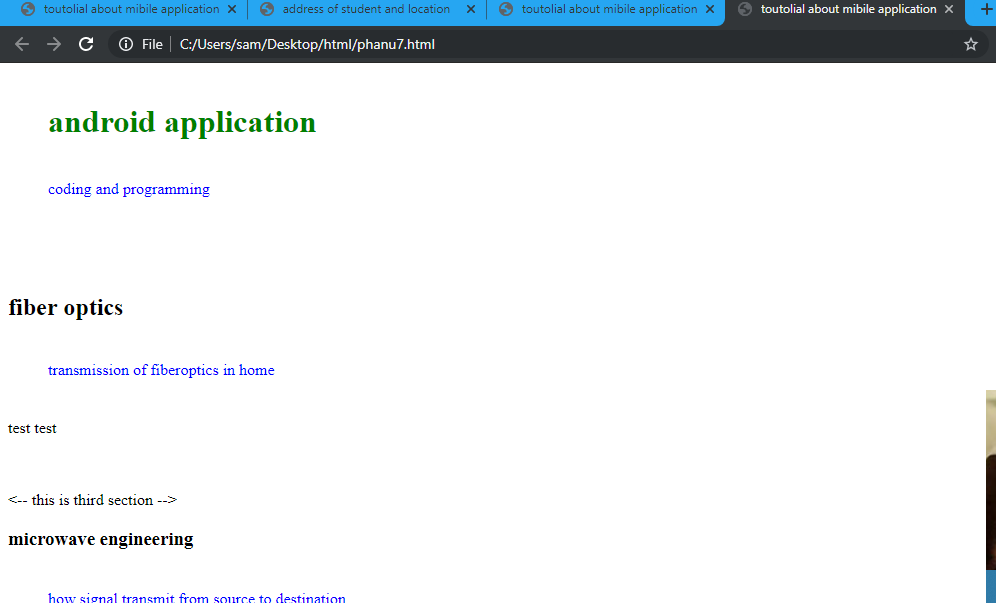 toutolial about mibile application
address of student and location
toutolial about mibile application
toutolial about mibile application
File
C:/Users/sam/Desktop/html/phanu7.html
android application
coding and programming
fiber optics
transmission of fiberoptics in home
test test
<-- this is third section -->
microwave engineering
how signal transmit from source to destination